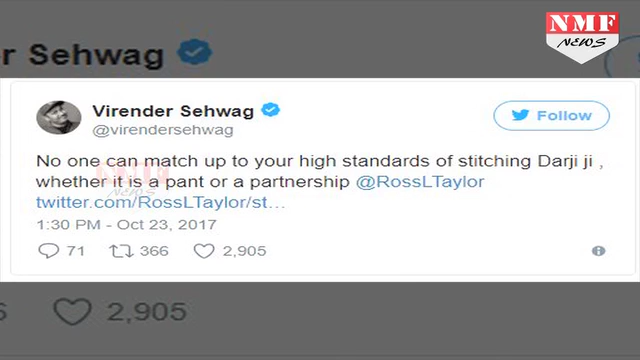 r Sehwag
NMF
NEWS
Virender Sehwag
@virendersehwag
Follow
No one can match up to your high standards of stitching Darji ji ,
whether it is a pant or a partnership @RossLTaylor
twitter.com/RossLTaylor/st...
NMF
NEWS
1:30 PM - Oct 23, 2017
71 366 2,905
2,905